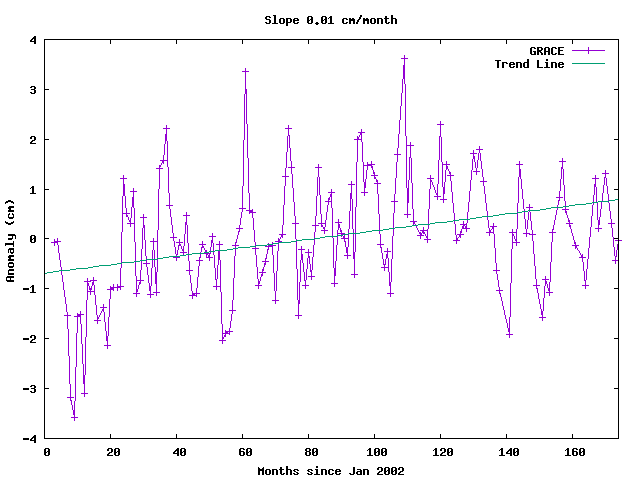 Slope 0.01 cm/month
GRACE
Trend Line
4
3
2
1
0
-1
-2
-3
-4
Anomaly (cm)
0 20 40 60 80 100 120 140 160
Months since Jan 2002